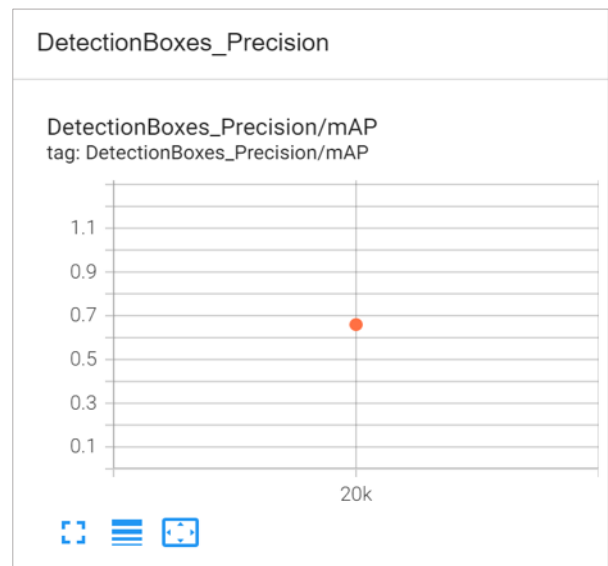 DetectionBoxes_Precision
DetectionBoxes_Precision/mAP
tag: DetectionBoxes_Precision/mAP
1.1
0.9
0.7
0.5
0.3
0.1
20k